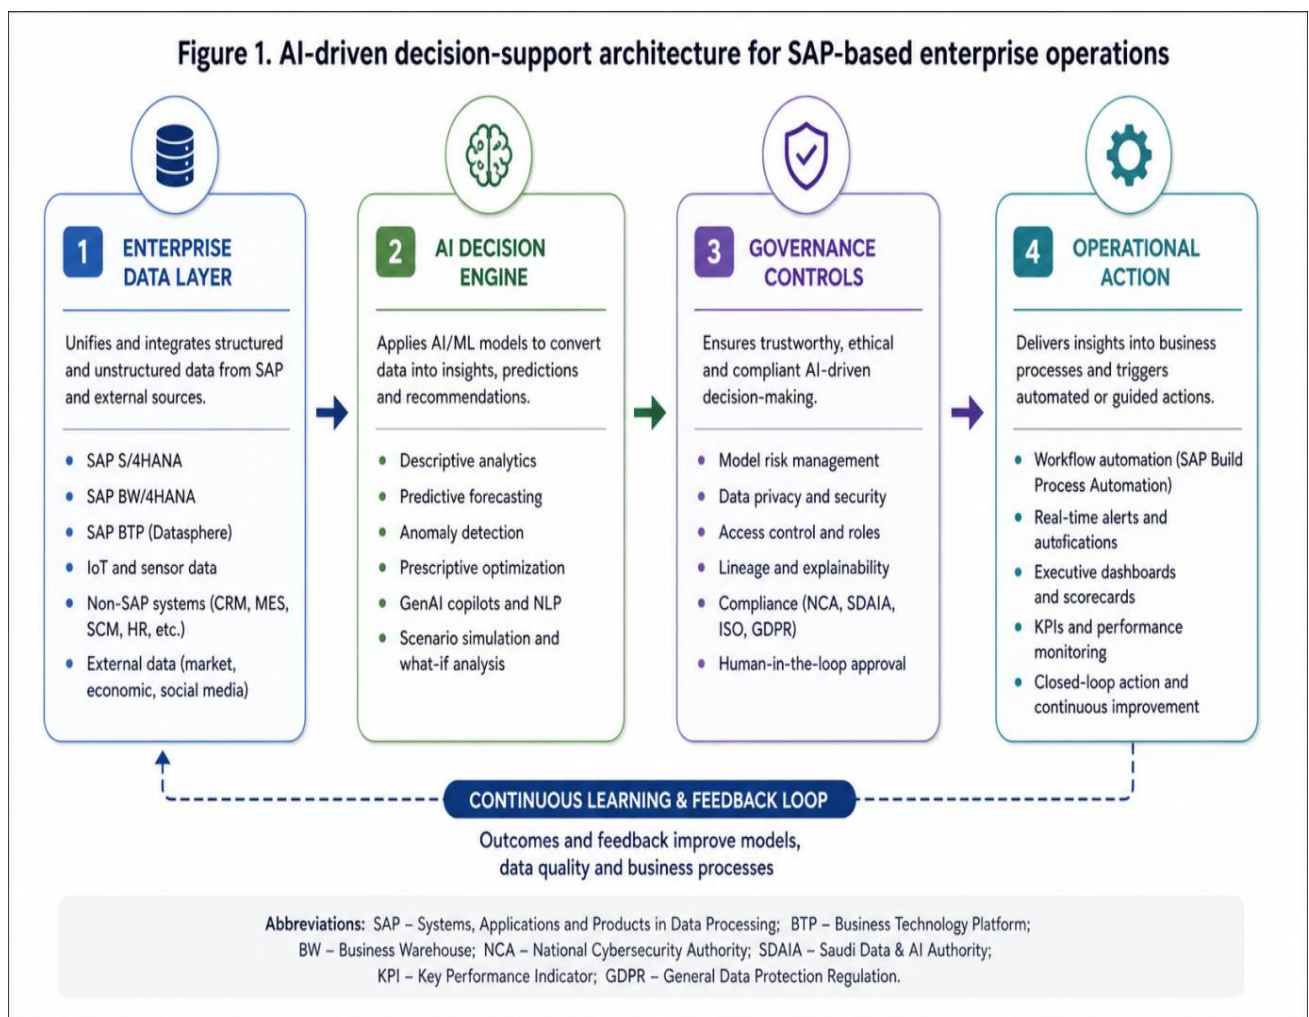 Figure 1. AI-driven decision-support architecture for SAP-based enterprise operations
1
ENTERPRISE
DATA LAYER
Unifies and integrates structured
and unstructured data from SAP
and external sources.
• SAP S/4HANA
• SAP BW/4HANA
• SAP BTP (Datasphere)
• IoT and sensor data
• Non-SAP systems (CRM, MES,
SCM, HR, etc.)
• External data (market,
economic, social media)
2
AI DECISION
ENGINE
Applies AI/ML models to convert
data into insights, predictions
and recommendations.
• Descriptive analytics
• Predictive forecasting
• Anomaly detection
• Prescriptive optimization
• GenAI copilots and NLP
• Scenario simulation and
what-if analysis
3
GOVERNANCE
CONTROLS
Ensures trustworthy, ethical
and compliant AI-driven
decision-making.
• Model risk management
• Data privacy and security
• Access control and roles
• Lineage and explainability
• Compliance (NCA, SDAIA,
ISO, GDPR)
• Human-in-the-loop approval
4
OPERATIONAL
ACTION
Delivers insights into business
processes and triggers
automated or guided actions.
• Workflow automation (SAP Build
Process Automation)
• Real-time alerts and
• Executive dashboards
and scorecards
• KPIs and performance
monitoring
• Closed-loop action and
continuous improvement
CONTINUOUS LEARNING & FEEDBACK LOOP
Outcomes and feedback improve models,
data quality and business processes
Abbreviations: SAP – Systems, Applications and Products in Data Processing; BTP – Business Technology Platform;
BW – Business Warehouse; NCA – National Cybersecurity Authority; SDAIA – Saudi Data & AI Authority;
KPI – Key Performance Indicator; GDPR – General Data Protection Regulation.